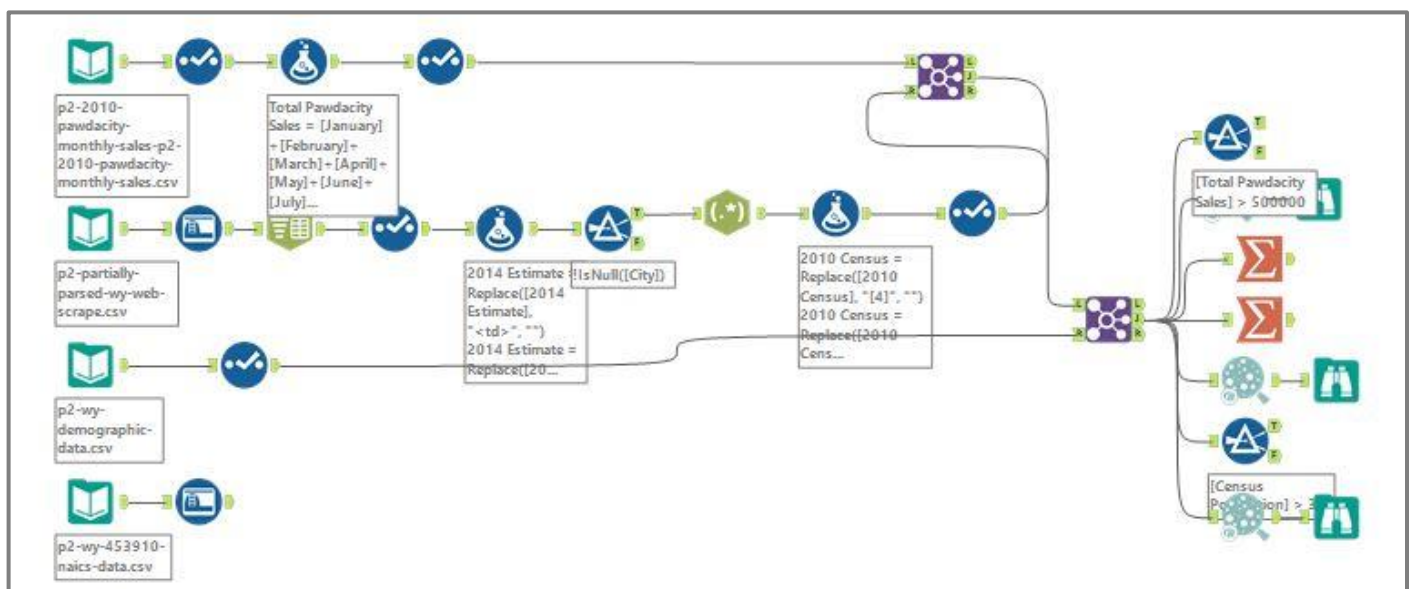 p2-2010-
pawdacity-
monthly-sales-p2-
2010-pawdacity-
monthly-sales.csv
Total Pawdacity
Sales = [January]
+[February]+
[March]+[April]+
[May]+[June]+
[July]...
[Total Pawdacity
Sales] > 500000
p2-partially-
parsed-wy-web-
scrape.csv
2014 Estimate =
Replace([2014
Estimate],
"<td>", "")
2014 Estimate =
Replace([20...
!IsNull([City])
2010 Census =
Replace([2010
Census], "[4]", "")
2010 Census =
Replace([2010
Cens...
p2-wy-
demographic-
data.csv
[Census
p2-wy-453910-
naics-data.csv
L
J
R
L
R
L
J
R
L
R
T
F
T
F
T
F